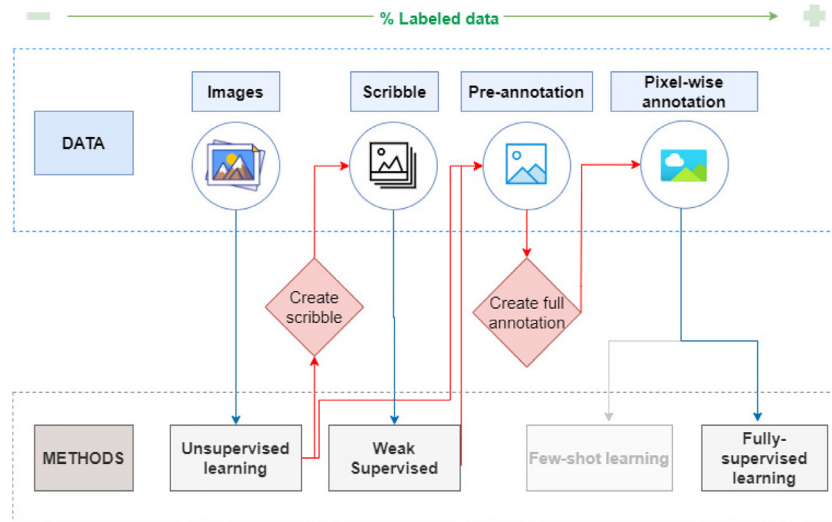 % Labeled data
Images
Scribble
Pre-annotation
Pixel-wise
annotation
DATA
Create
scribble
Create full
annotation
METHODS
Unsupervised
learning
Weak
Supervised
Few-shot learning
Fully-
supervised
learning